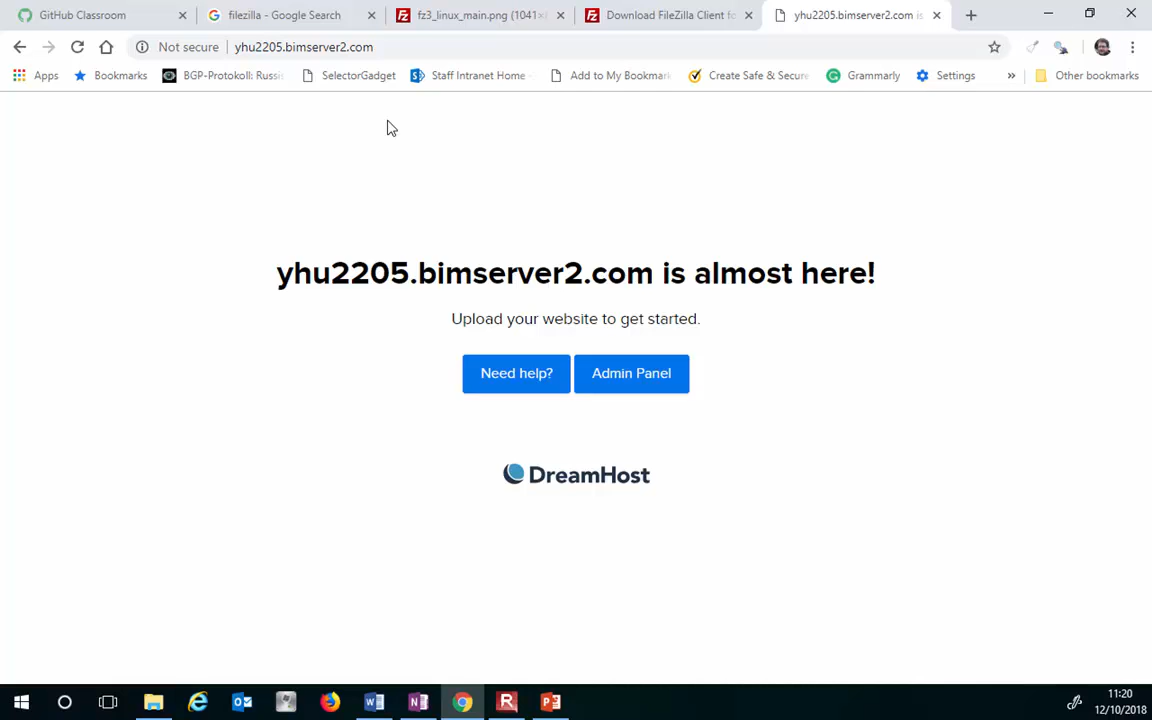 GitHub Classroom
filezilla - Google Search
fz3_linux_main.png (1041×
Download FileZilla Client fo
yhu2205.bimserver2.com is
Not secure
yhu2205.bimserver2.com
Apps
Bookmarks
BGP-Protokoll: Russi
SelectorGadget
Staff Intranet Home -
Add to My Bookmark
Create Safe & Secure
Grammarly
Settings
»
Other bookmarks
yhu2205.bimserver2.com is almost here!
Upload your website to get started.
Need help?
Admin Panel
DreamHost
11:20
12/10/2018